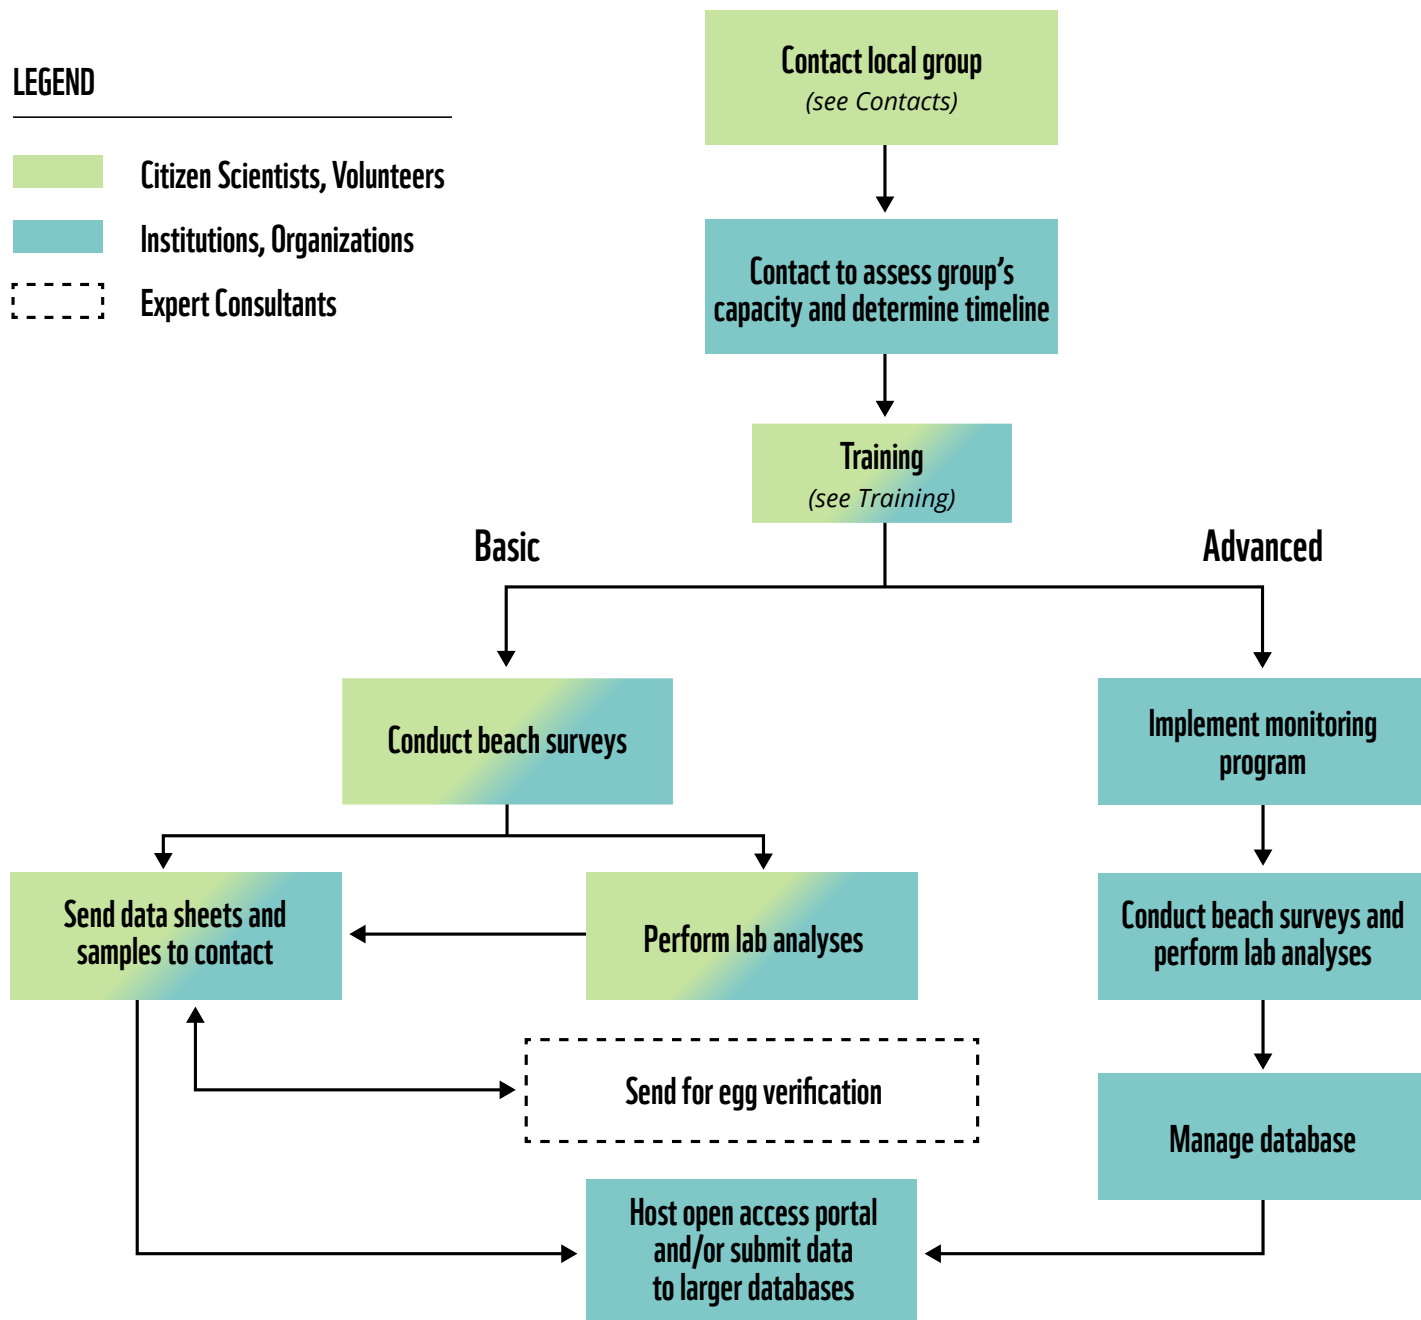 LEGEND
Citizen Scientists, Volunteers
Institutions, Organizations
Expert Consultants
Contact local group
(see Contacts)
Contact to assess group’s
capacity and determine timeline
Training
(see Training)
Basic
Advanced
Conduct beach surveys
Implement monitoring
program
Send data sheets and
samples to contact
Perform lab analyses
Conduct beach surveys and
perform lab analyses
Send for egg verification
Manage database
Host open access portal
and/or submit data
to larger databases